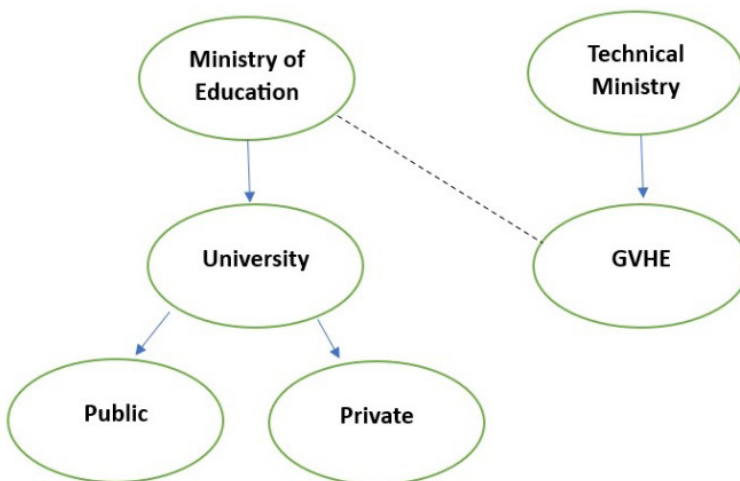 Ministry of
Education
Technical
Ministry
University
GVHE
Public
Private